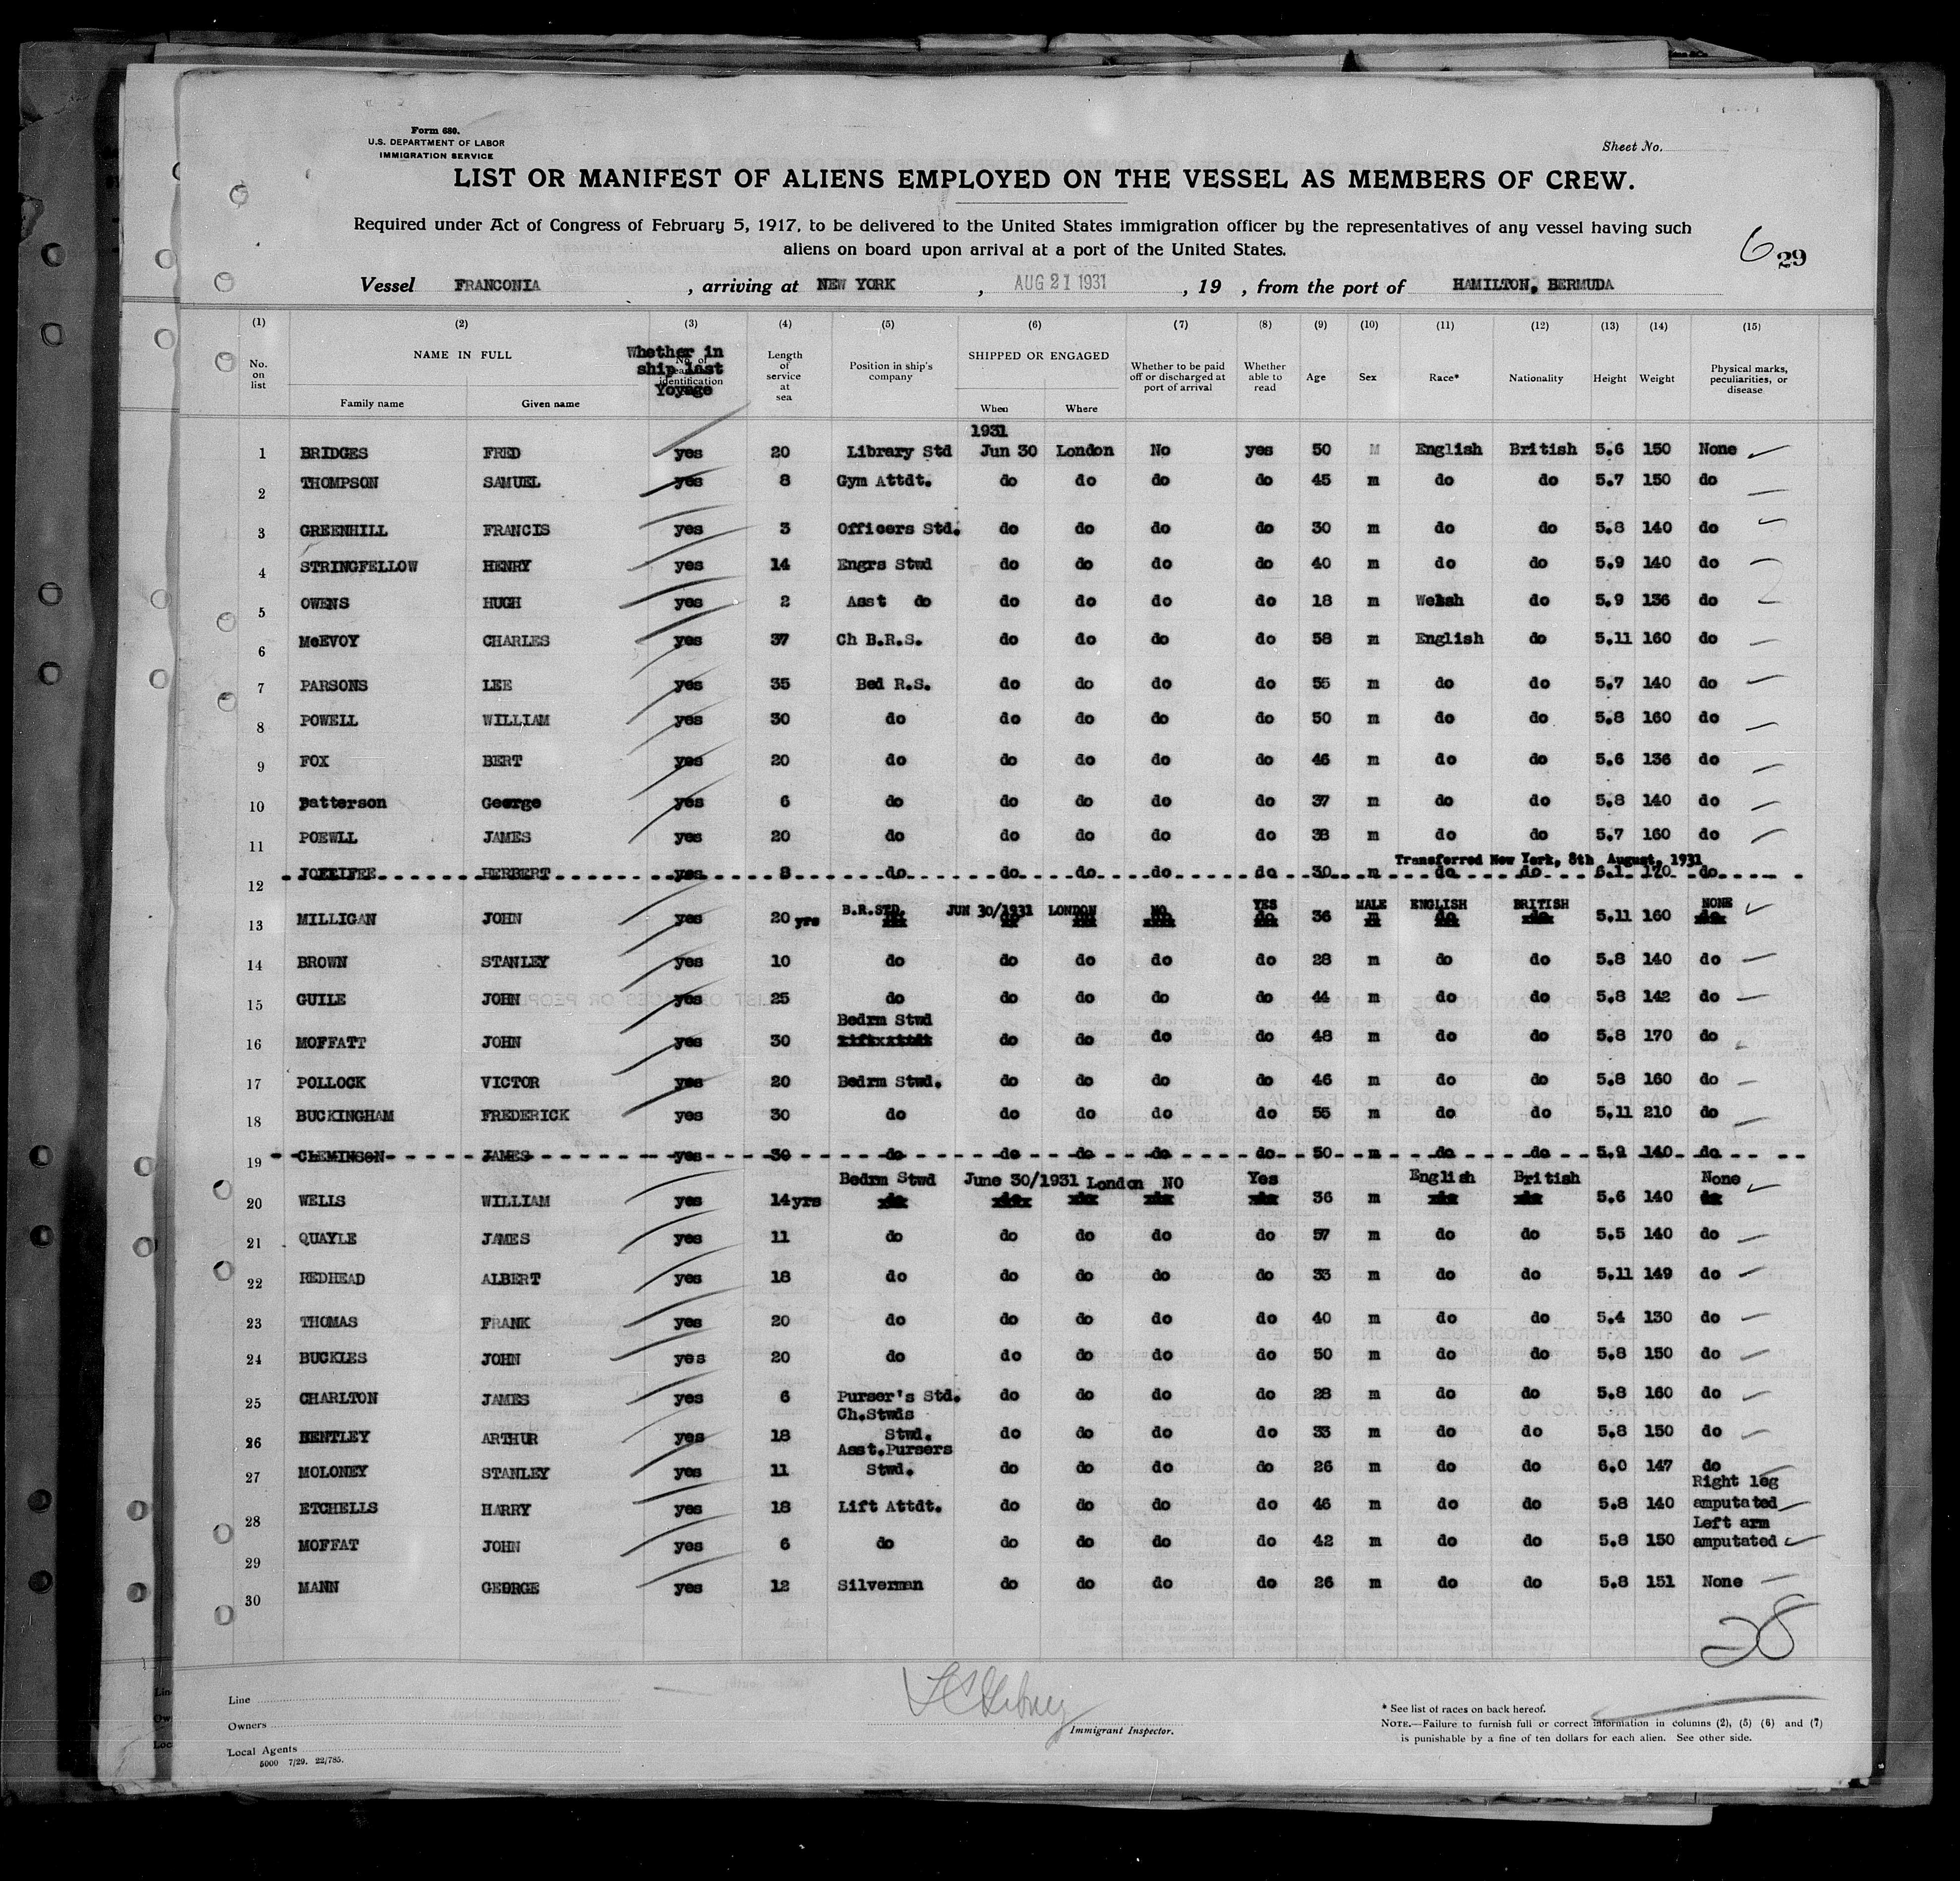 Form 680.
U.S. DEPARTMENT OF LABOR
IMMIGRATION SERVICE
Sheet No.
LIST OR MANIFEST OF ALIENS EMPLOYED ON THE VESSEL AS MEMBERS OF CREW.
Required under Act of Congress of February 5, 1917, to be delivered to the United States immigration officer by the representatives of any vessel having such
aliens on board upon arrival at a port of the United States.
6 29
Vessel FRANCONIA , arriving at NEW YORK , AUG 21 1931 , 19 , from the port of HAMILTON, BERMUDA
(1) (2) (3) (4) (5) (6) (7) (8) (9) (10) (11) (12) (13) (14) (15)
No. on list NAME IN FULL Family name Given name Whether in ship last Yoyage identification Length of service at sea Position in ship's company SHIPPED OR ENGAGED When Where Whether to be paid off or discharged at port of arrival Whether able to read Age Sex Race* Nationality Height Weight Physical marks, peculiarities, or disease
1931
1 BRIDGES FRED yes 20 Library Std Jun 30 London No yes 50 M English British 5.6 150 None
2 THOMPSON SAMUEL yes 8 Gym Attdt. do do do do 45 m do do 5.7 150 do
3 GREENHILL FRANCIS yes 3 Officers Std. do do do do 30 m do do 5.8 140 do
4 STRINGFELLOW HENRY yes 14 Engrs Stwd do do do do 40 m do do 5.9 140 do
5 OWENS HUGH yes 2 Asst do do do do do 18 m Welsh do 5.9 136 do
6 McEVOY CHARLES yes 37 Ch B.R.S. do do do do 58 m English do 5.11 160 do
7 PARSONS LEE yes 35 Bed R.S. do do do do 55 m do do 5.7 140 do
8 POWELL WILLIAM yes 30 do do do do do 50 m do do 5.8 160 do
9 FOX BERT yes 20 do do do do do 46 m do do 5.6 136 do
10 Patterson George yes 6 do do do do do 37 m do do 5.8 140 do
11 POEWLL JAMES yes 20 do do do do do 38 m do do 5.7 160 do
Transferred New York, 8th August, 1931
12 HERBERT yes 8 do do do do do 30 m do do 6.1 170 do
13 MILLIGAN JOHN yes 20 yrs B.R.STD. JUN 30/1931 LONDON NO YES 36 MALE ENGLISH BRITISH 5.11 160 NONE
14 BROWN STANLEY yes 10 do do do do do 28 m do do 5.8 140 do
15 GUILE JOHN yes 25 do do do do do 44 m do do 5.8 142 do
16 MOFFATT JOHN yes 30 Bedrm Stwd do do do do 48 m do do 5.8 170 do
17 POLLOCK VICTOR yes 20 Bedrm Stwd. do do do do 46 m do do 5.8 160 do
18 BUCKINGHAM FREDERICK yes 30 do do do do do 55 m do do 5.11 210 do
19 CLEMINSON JAMES yes 30 do do do do do 50 m do do 5.9 140 do
20 WELLS WILLIAM yes 14yrs Bedrm Stwd June 30/1931 London NO Yes 36 m English British 5.6 140 None
21 QUAYLE JAMES yes 11 do do do do do 57 m do do 5.5 140 do
22 REDHEAD ALBERT yes 18 do do do do do 33 m do do 5.11 149 do
23 THOMAS FRANK yes 20 do do do do do 40 m do do 5.4 130 do
24 BUCKLES JOHN yes 20 do do do do do 50 m do do 5.8 150 do
25 CHARLTON JAMES yes 6 Purser's Std. do do do do 28 m do do 5.8 160 do
26 BENTLEY ARTHUR yes 18 Ch.Stwds Stwd. do do do do 33 m do do 5.8 150 do
27 MOLONEY STANLEY yes 11 Asst.Pursers Stwd. do do do do 26 m do do 6.0 147 do
28 ETCHELLS HARRY yes 18 Lift Attdt. do do do do 46 m do do 5.8 140 Right leg amputated
29 MOFFAT JOHN yes 6 do do do do do 42 m do do 5.8 150 Left arm amputated
30 MANN GEORGE yes 12 Silverman do do do do 26 m do do 5.8 151 None
28
Line
Owners
Local Agents
5000 7/29. 22/785.
Immigrant Inspector.
* See list of races on back hereof.
NOTE.—Failure to furnish full or correct information in columns (2), (5) (6) and (7)
is punishable by a fine of ten dollars for each alien. See other side.